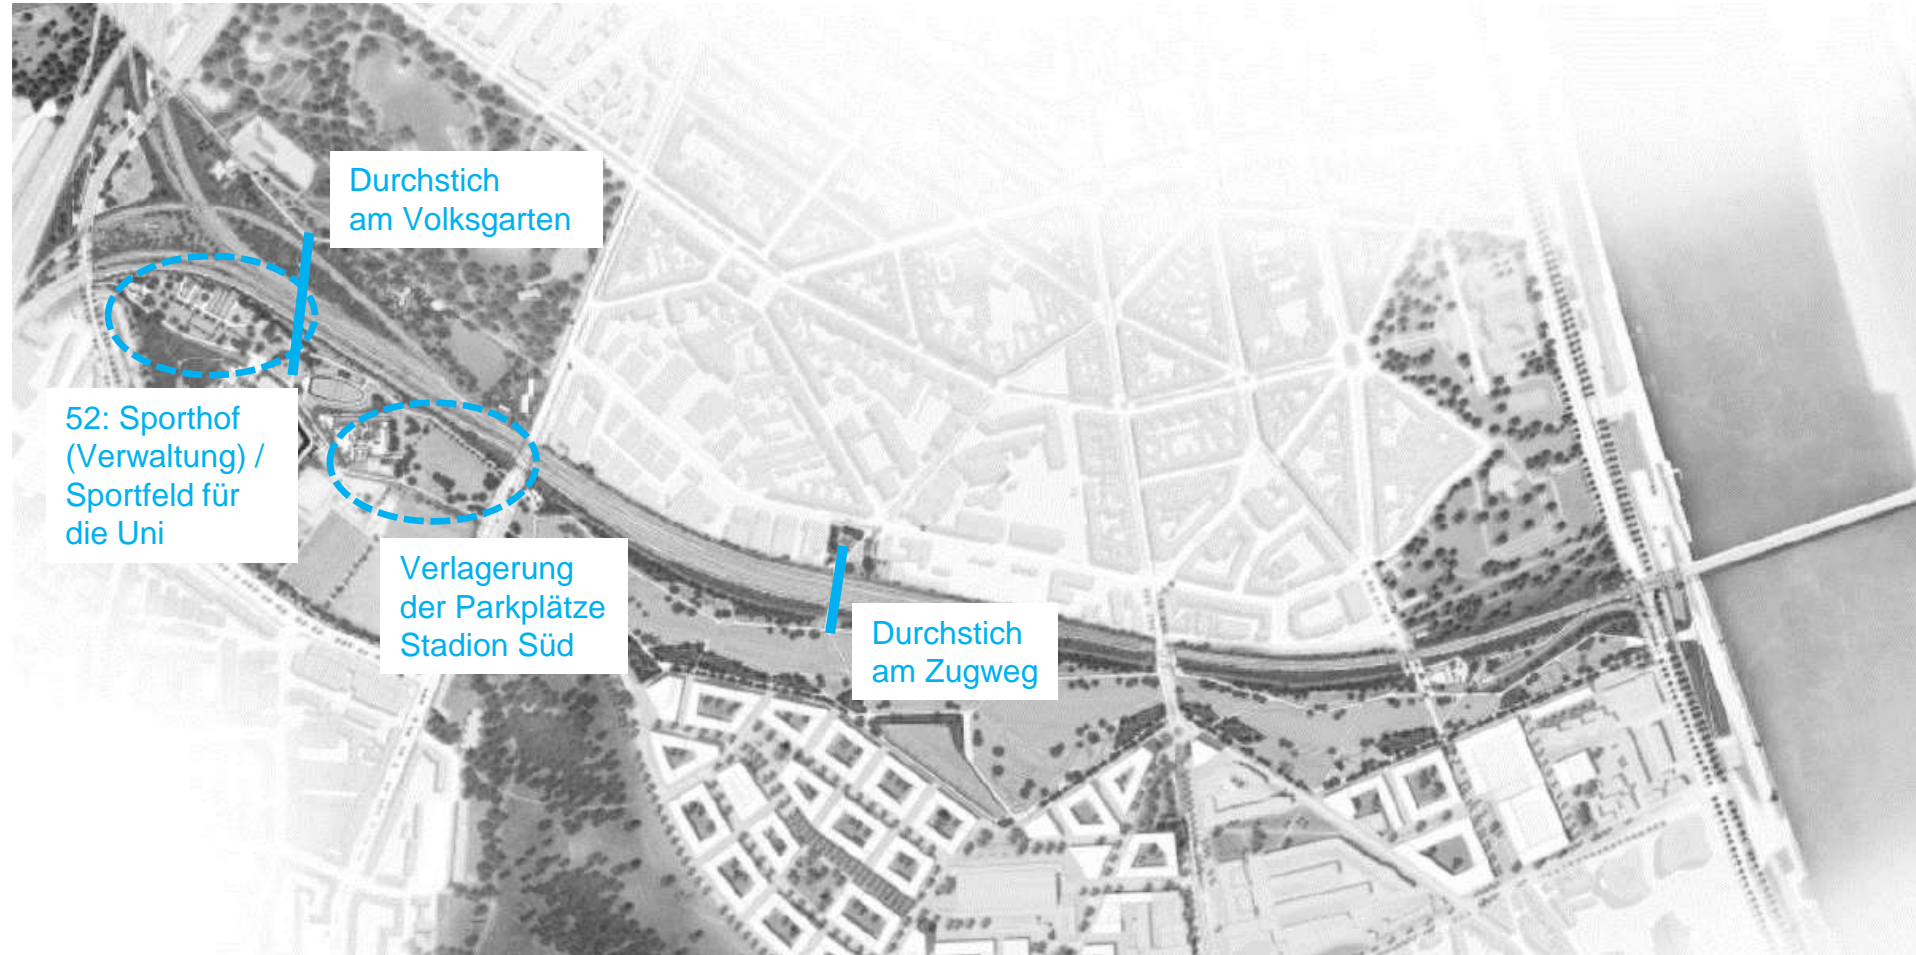 Durchstich
am Volksgarten
52: Sporthof
(Verwaltung) /
Sportfeld für
die Uni
Verlagerung
der Parkplätze
Stadion Süd
Durchstich
am Zugweg